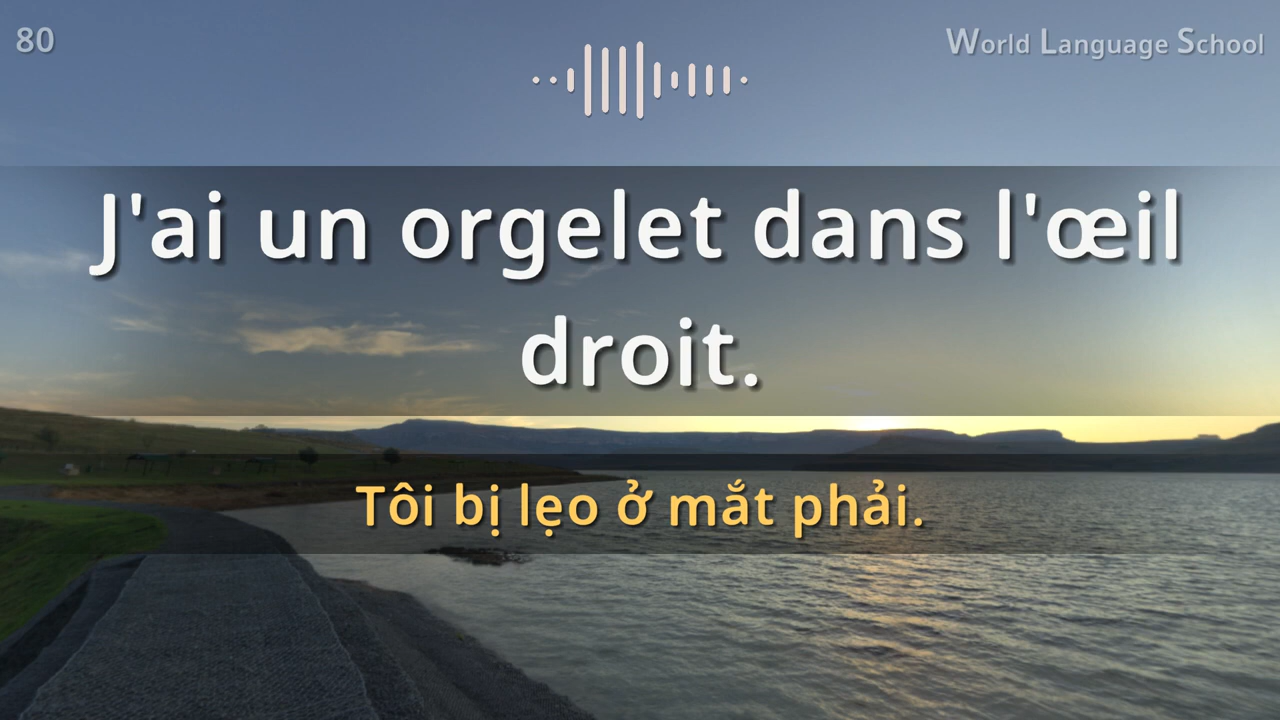 80
World Language School
J'ai un orgelet dans l'œil
droit.
Tôi bị lẹo ở mắt phải.